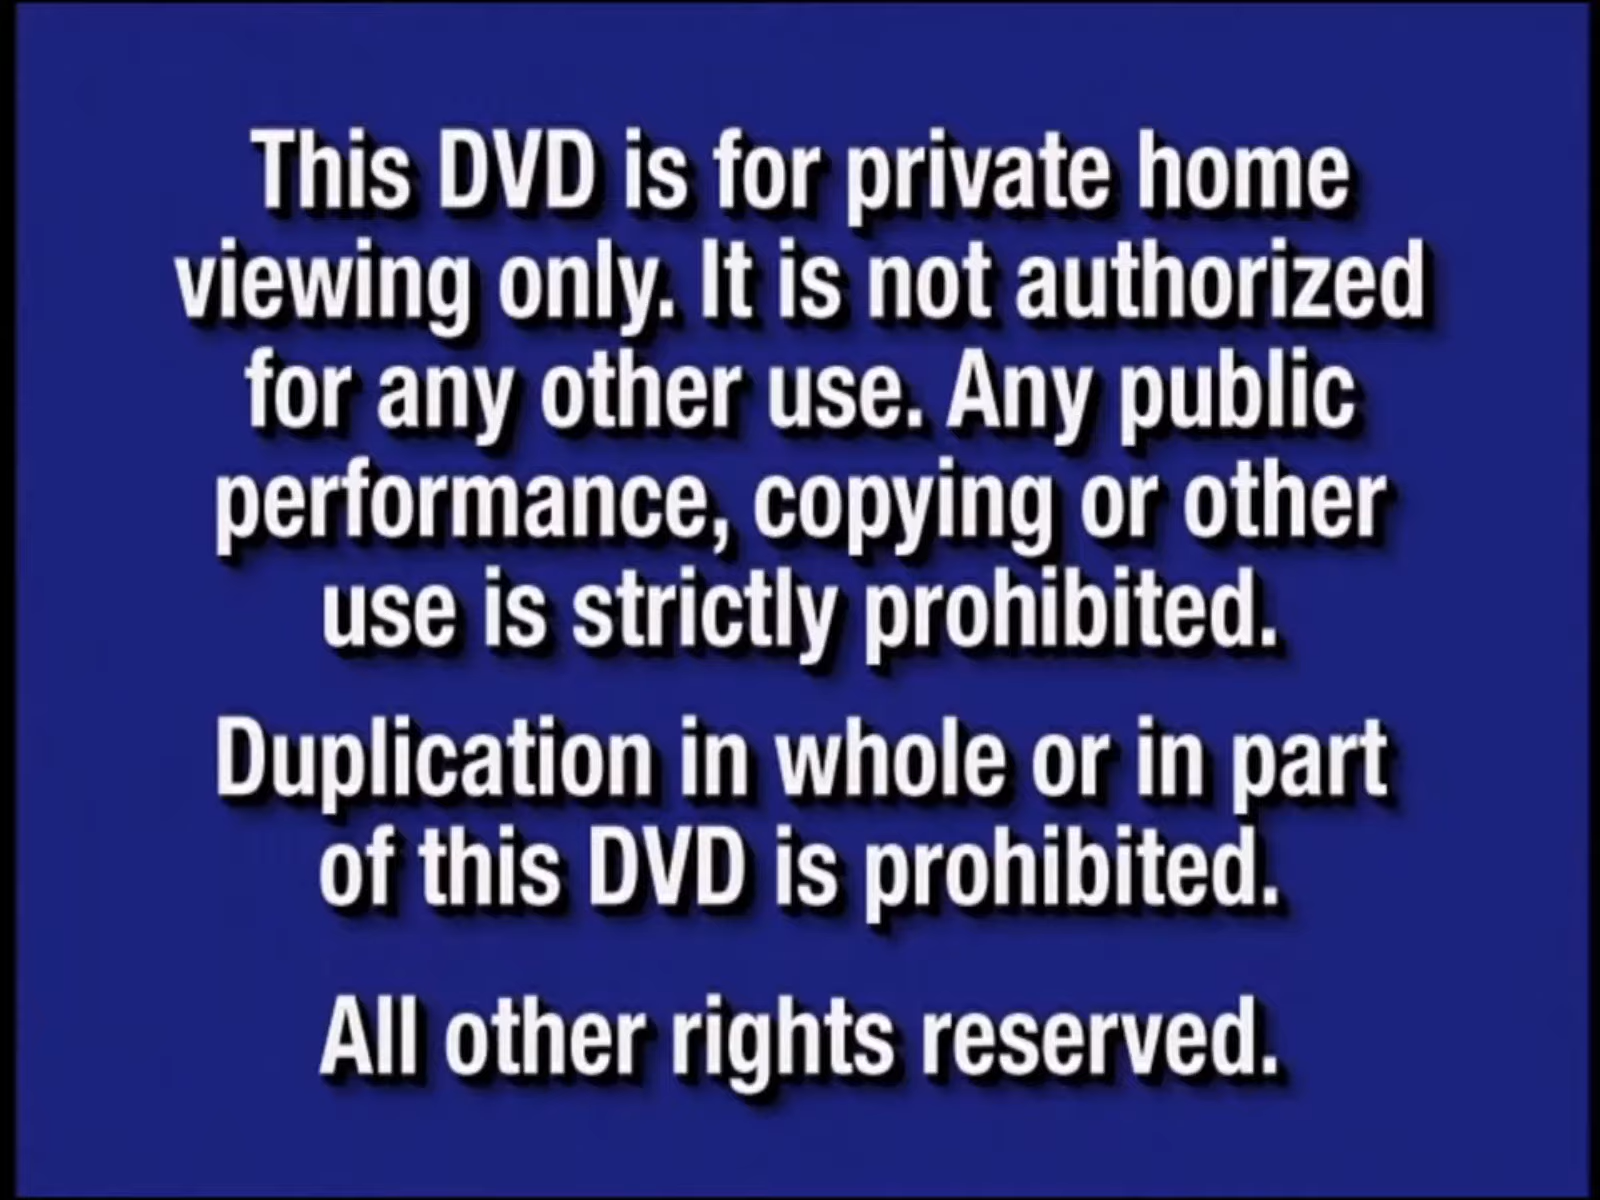 This DVD is for private home
viewing only. It is not authorized
for any other use. Any public
performance, copying or other
use is strictly prohibited.
Duplication in whole or in part
of this DVD is prohibited.
All other rights reserved.